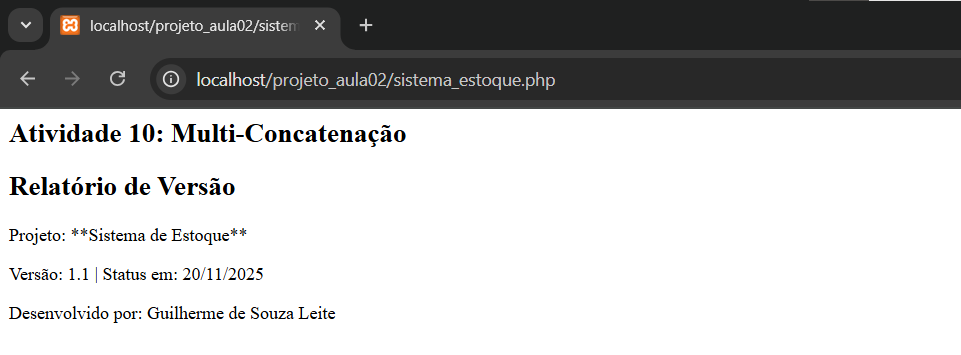 localhost/projeto_aula02/sistem
localhost/projeto_aula02/sistema_estoque.php
Atividade 10: Multi-Concatenação
Relatório de Versão
Projeto: **Sistema de Estoque**
Versão: 1.1 | Status em: 20/11/2025
Desenvolvido por: Guilherme de Souza Leite